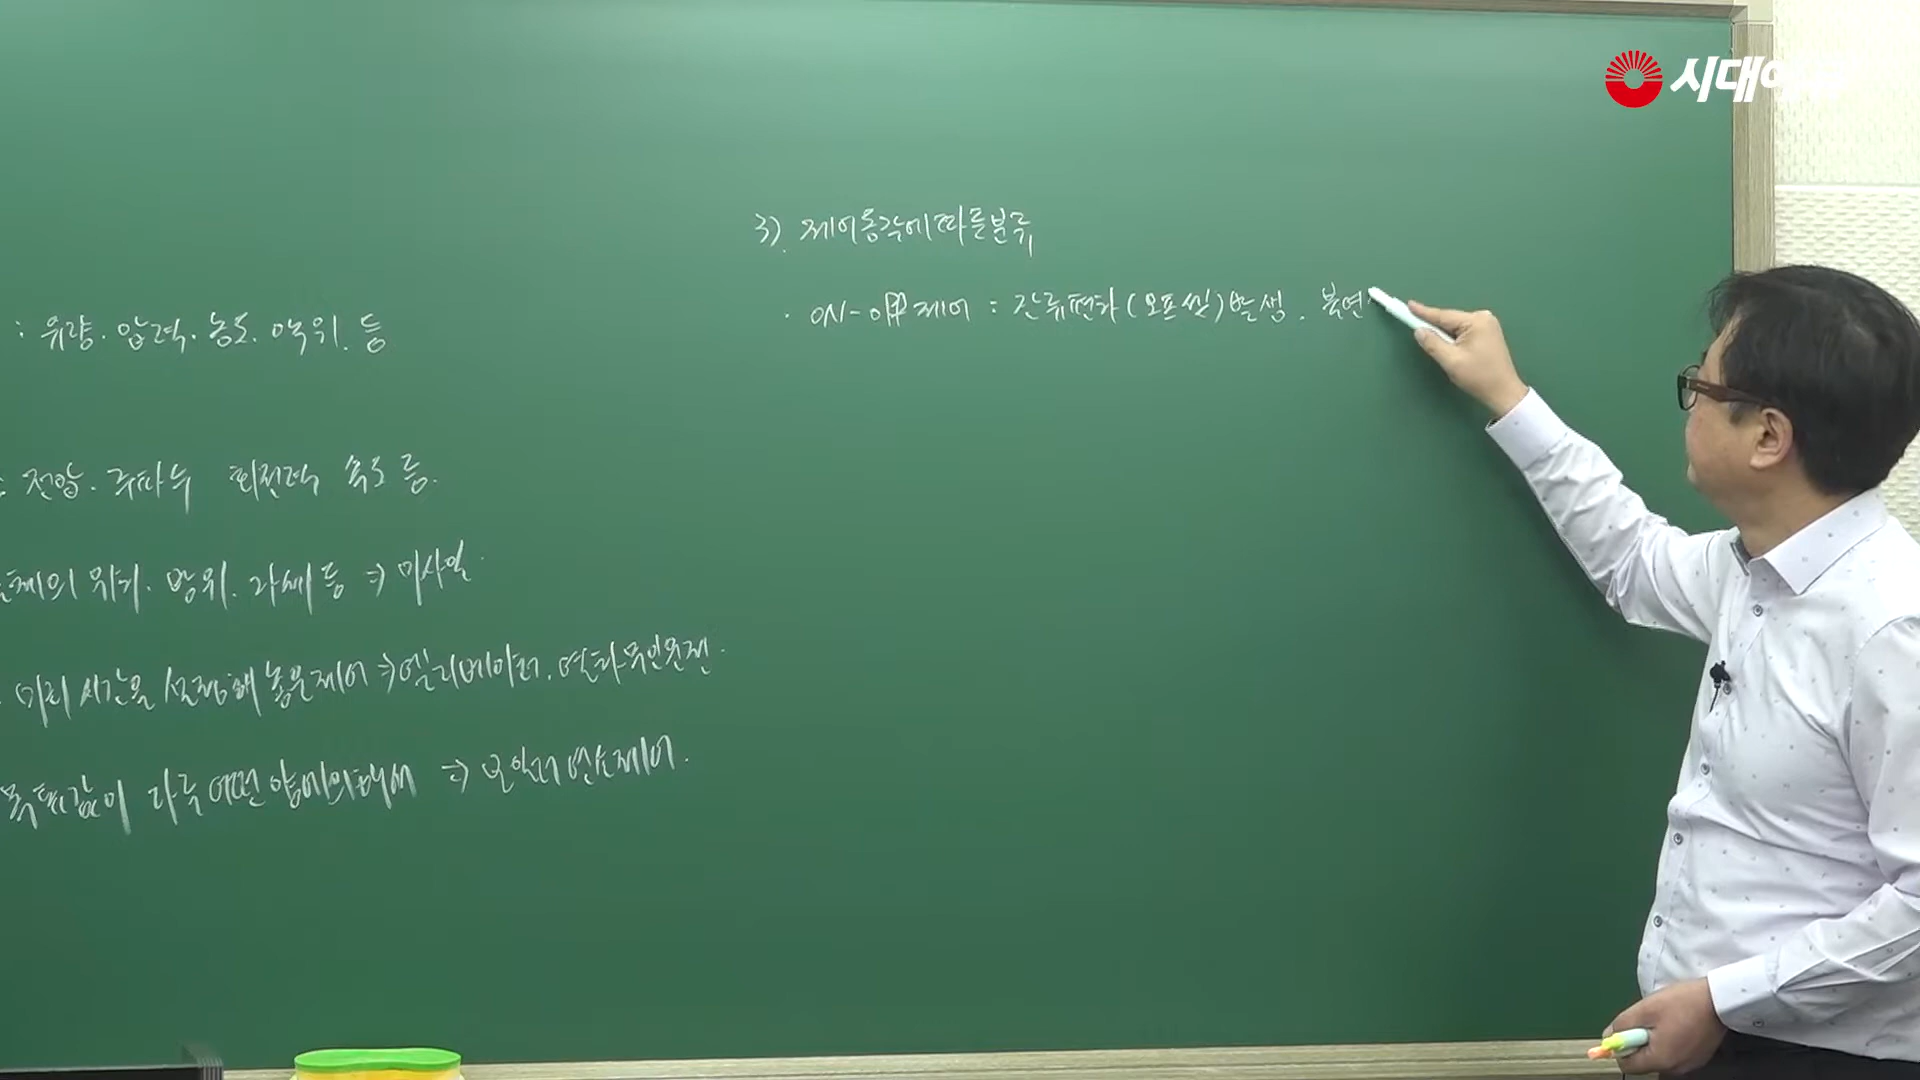 시대에듀
3). 제어동작에따른분류
· ON-OFF제어 : 잔류편차(오프셋)발생. 불연
: 유량. 압력. 농도. 액위. 등
: 전압. 주파수 회전력 속도 등.
체의 위치. 방위. 자세 등 ⇒ 미사일.
미리 시간을 설정해 놓은제어 ⇒ 엘리베이터. 열차무인운전.
목표값이 다른 어떤 양에의해서 ⇒ 보일러 연소제어.